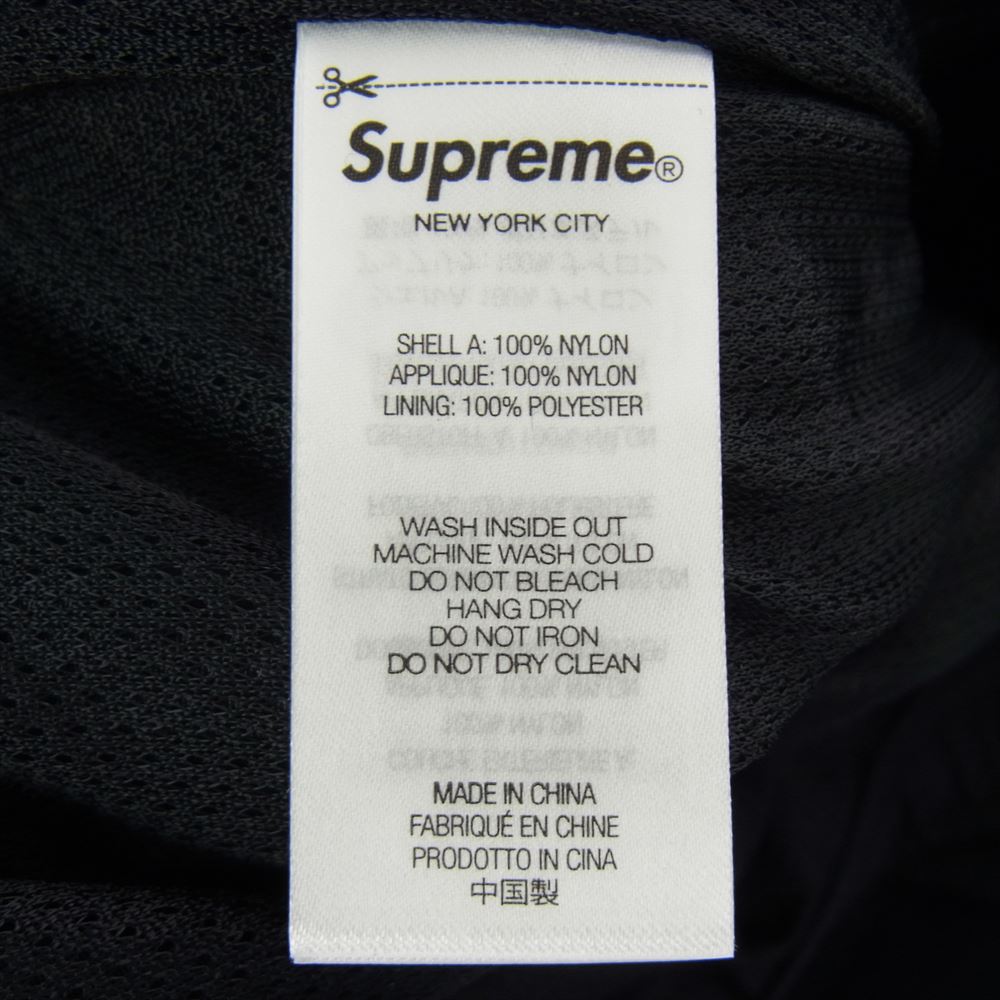 Supreme®
NEW YORK CITY
SHELL A: 100% NYLON
APPLIQUE: 100% NYLON
LINING: 100% POLYESTER
WASH INSIDE OUT
MACHINE WASH COLD
DO NOT BLEACH
HANG DRY
DO NOT IRON
DO NOT DRY CLEAN
MADE IN CHINA
FABRIQUÉ EN CHINE
PRODOTTO IN CINA
中国製